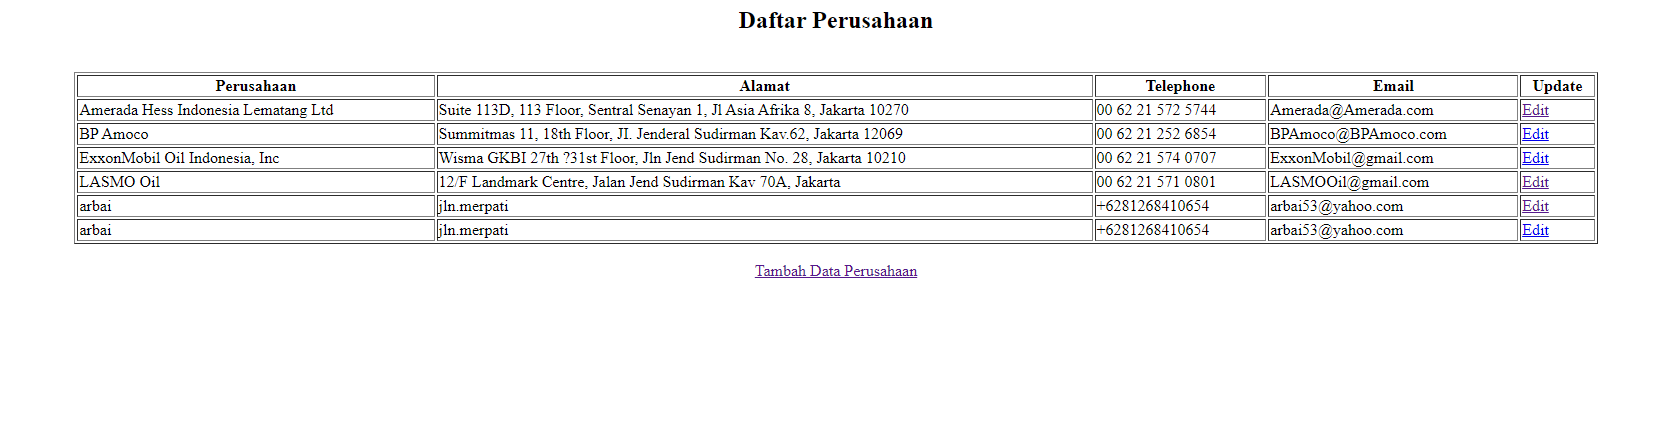 Daftar Perusahaan
Perusahaan Alamat Telephone Email Update
Amerada Hess Indonesia Lematang Ltd Suite 113D, 113 Floor, Sentral Senayan 1, Jl Asia Afrika 8, Jakarta 10270 00 62 21 572 5744 Amerada@Amerada.com Edit
BP Amoco Summitmas 11, 18th Floor, JI. Jenderal Sudirman Kav.62, Jakarta 12069 00 62 21 252 6854 BPAmoco@BPAmoco.com Edit
ExxonMobil Oil Indonesia, Inc Wisma GKBI 27th ?31st Floor, Jln Jend Sudirman No. 28, Jakarta 10210 00 62 21 574 0707 ExxonMobil@gmail.com Edit
LASMO Oil 12/F Landmark Centre, Jalan Jend Sudirman Kav 70A, Jakarta 00 62 21 571 0801 LASMOOil@gmail.com Edit
arbai jln.merpati +6281268410654 arbai53@yahoo.com Edit
arbai jln.merpati +6281268410654 arbai53@yahoo.com Edit
Tambah Data Perusahaan